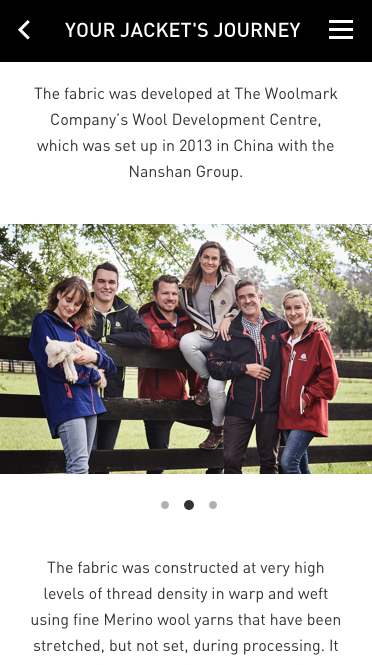 YOUR JACKET'S JOURNEY
The fabric was developed at The Woolmark
Company's Wool Development Centre,
which was set up in 2013 in China with the
Nanshan Group.
The fabric was constructed at very high
levels of thread density in warp and weft
using fine Merino wool yarns that have been
stretched, but not set, during processing. It